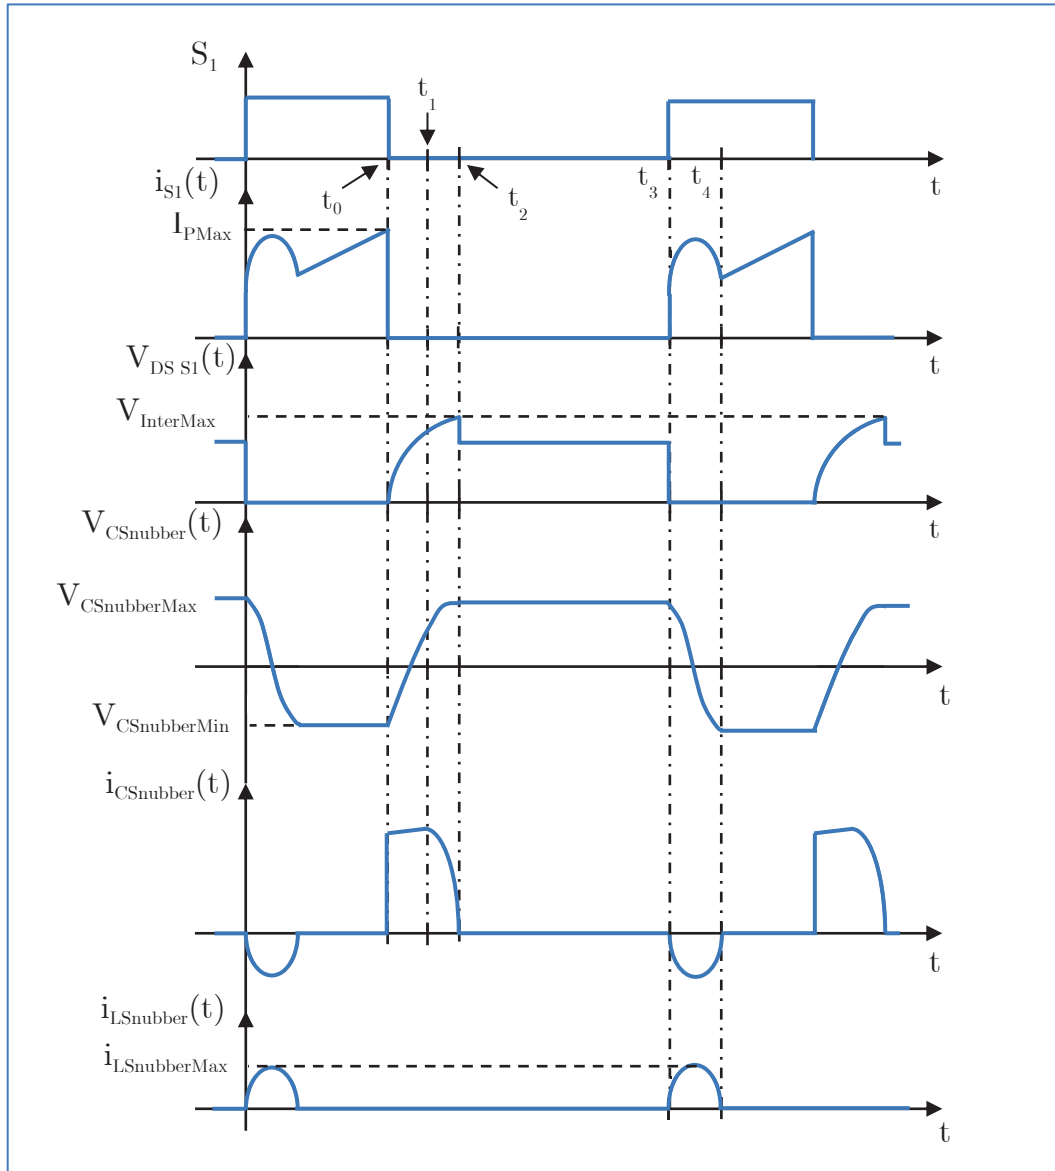 S1
t1
t
iS1(t)
t0
t2
t3
t4
IPMax
t
VDS S1(t)
VInterMax
t
VCSnubber(t)
VCSnubberMax
t
VCSnubberMin
iCSnubber(t)
t
iLSnubber(t)
iLSnubberMax
t